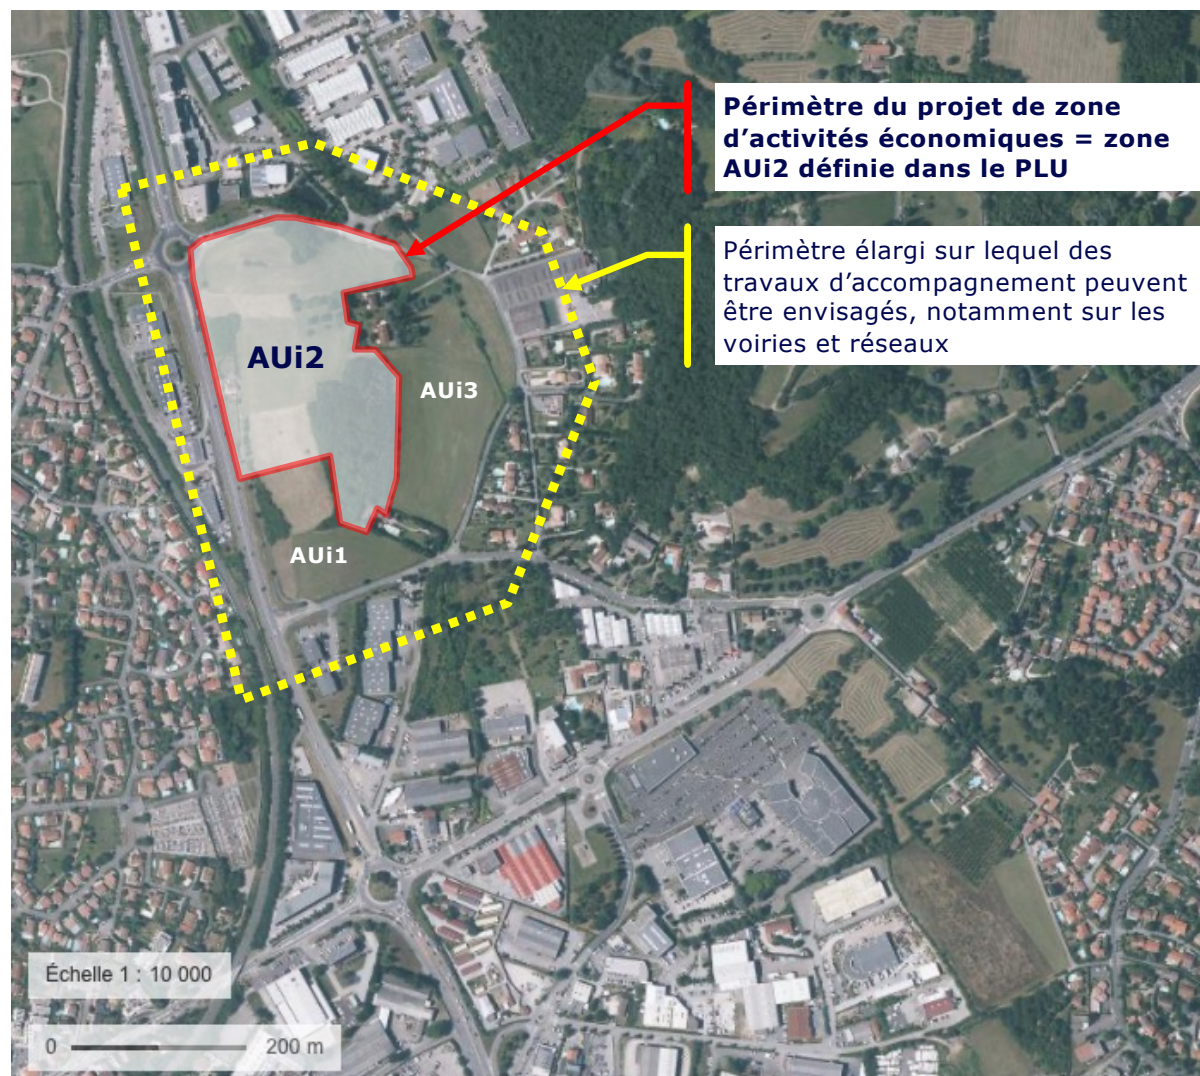 Périmètre du projet de zone
d’activités économiques = zone
AUi2 définie dans le PLU
Périmètre élargi sur lequel des
travaux d’accompagnement peuvent
être envisagés, notamment sur les
voiries et réseaux
AUi2
AUi3
AUi1
Échelle 1 : 10 000
0 200 m